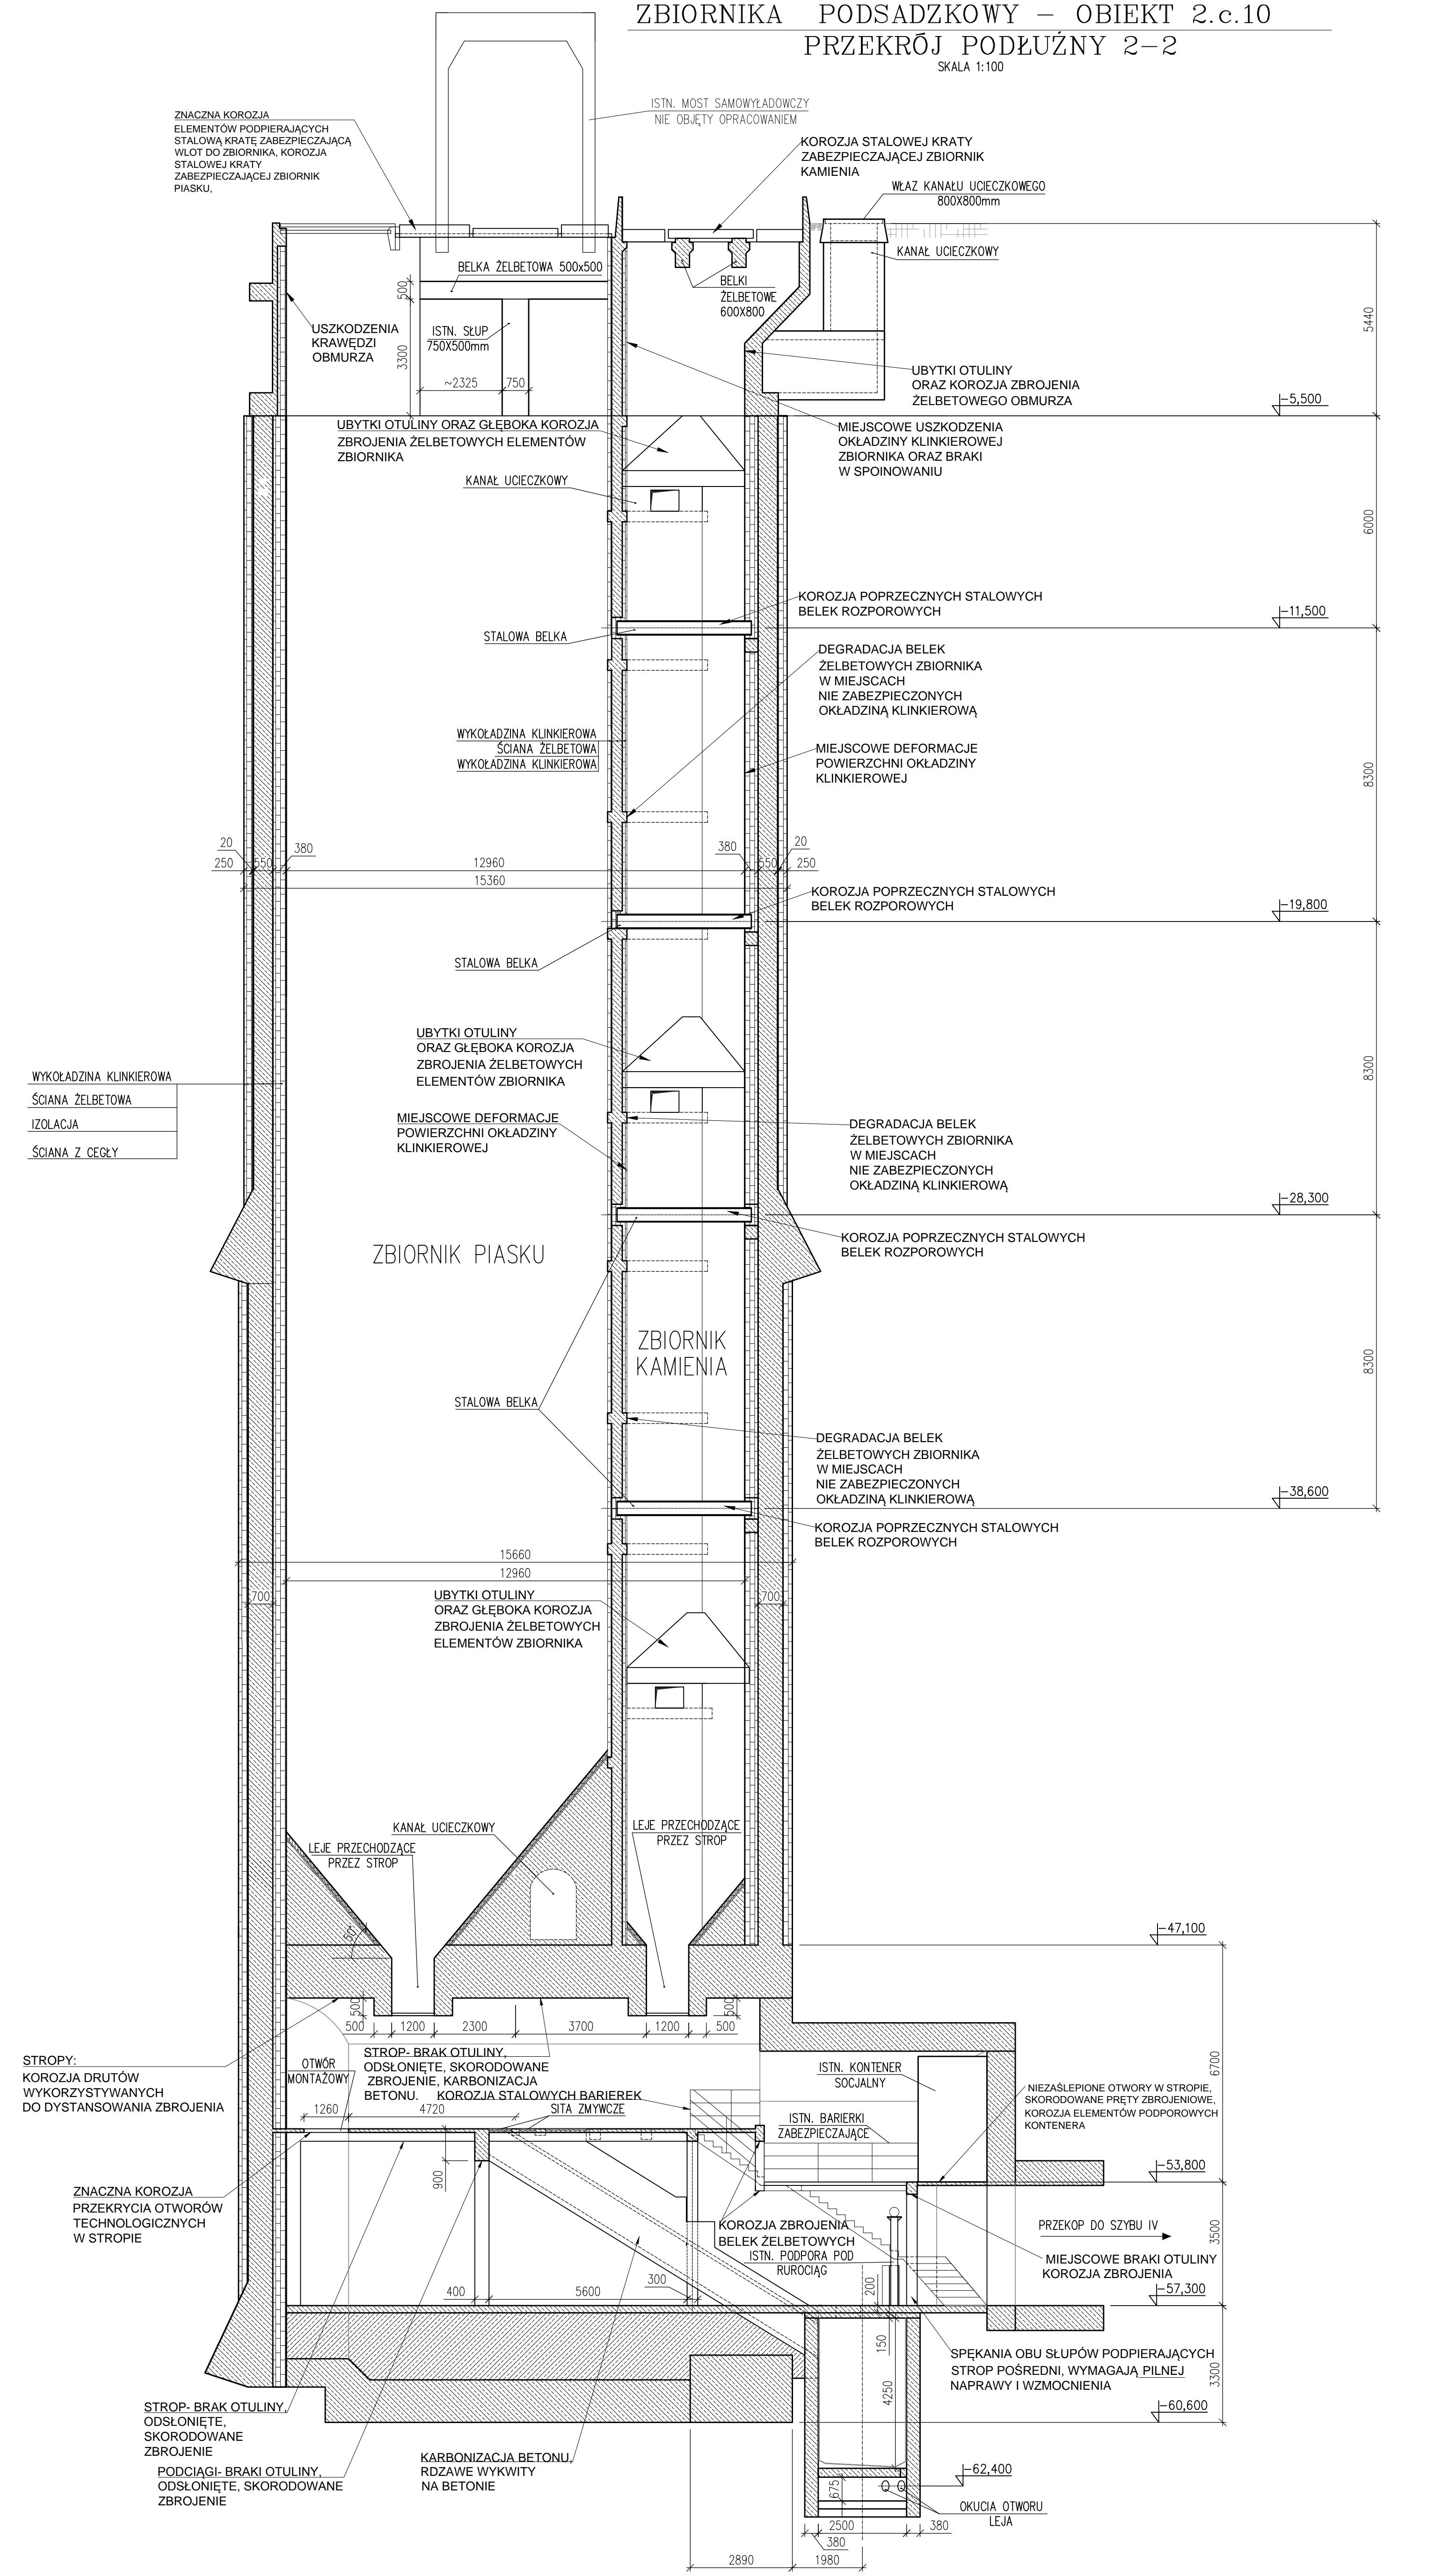 ZBIORNIKA PODSADZKOWY – OBIEKT 2.c.10
PRZEKRÓJ PODŁUŻNY 2–2
SKALA 1:100
ISTN. MOST SAMOWYŁADOWCZY
NIE OBJĘTY OPRACOWANIEM
ZNACZNA KOROZJA
ELEMENTÓW PODPIERAJĄCYCH
STALOWĄ KRATĘ ZABEZPIECZAJĄCĄ
WLOT DO ZBIORNIKA, KOROZJA
STALOWEJ KRATY
ZABEZPIECZAJĄCEJ ZBIORNIK
PIASKU,
KOROZJA STALOWEJ KRATY
ZABEZPIECZAJĄCEJ ZBIORNIK
KAMIENIA
WŁAZ KANAŁU UCIECZKOWEGO
800X800mm
KANAŁ UCIECZKOWY
BELKA ŻELBETOWA 500x500
500
BELKI
ŻELBETOWE
600X800
USZKODZENIA
KRAWĘDZI
OBMURZA
ISTN. SŁUP
750X500mm
3300
~2325
750
5440
UBYTKI OTULINY
ORAZ KOROZJA ZBROJENIA
ŻELBETOWEGO OBMURZA
-5,500
UBYTKI OTULINY ORAZ GŁĘBOKA KOROZJA
ZBROJENIA ŻELBETOWYCH ELEMENTÓW
ZBIORNIKA
MIEJSCOWE USZKODZENIA
OKŁADZINY KLINKIEROWEJ
ZBIORNIKA ORAZ BRAKI
W SPOINOWANIU
KANAŁ UCIECZKOWY
6000
KOROZJA POPRZECZNYCH STALOWYCH
BELEK ROZPOROWYCH
-11,500
STALOWA BELKA
DEGRADACJA BELEK
ŻELBETOWYCH ZBIORNIKA
W MIEJSCACH
NIE ZABEZPIECZONYCH
OKŁADZINĄ KLINKIEROWĄ
WYKOŁADZINA KLINKIEROWA
ŚCIANA ŻELBETOWA
WYKOŁADZINA KLINKIEROWA
MIEJSCOWE DEFORMACJE
POWIERZCHNI OKŁADZINY
KLINKIEROWEJ
8300
20
380
380
20
250
550
12960
550
250
15360
KOROZJA POPRZECZNYCH STALOWYCH
BELEK ROZPOROWYCH
-19,800
STALOWA BELKA
UBYTKI OTULINY
ORAZ GŁĘBOKA KOROZJA
ZBROJENIA ŻELBETOWYCH
ELEMENTÓW ZBIORNIKA
8300
WYKOŁADZINA KLINKIEROWA
ŚCIANA ŻELBETOWA
IZOLACJA
ŚCIANA Z CEGŁY
MIEJSCOWE DEFORMACJE
POWIERZCHNI OKŁADZINY
KLINKIEROWEJ
DEGRADACJA BELEK
ŻELBETOWYCH ZBIORNIKA
W MIEJSCACH
NIE ZABEZPIECZONYCH
OKŁADZINĄ KLINKIEROWĄ
-28,300
KOROZJA POPRZECZNYCH STALOWYCH
BELEK ROZPOROWYCH
ZBIORNIK PIASKU
ZBIORNIK
KAMIENIA
8300
STALOWA BELKA
DEGRADACJA BELEK
ŻELBETOWYCH ZBIORNIKA
W MIEJSCACH
NIE ZABEZPIECZONYCH
OKŁADZINĄ KLINKIEROWĄ
-38,600
KOROZJA POPRZECZNYCH STALOWYCH
BELEK ROZPOROWYCH
15660
12960
700
700
UBYTKI OTULINY
ORAZ GŁĘBOKA KOROZJA
ZBROJENIA ŻELBETOWYCH
ELEMENTÓW ZBIORNIKA
KANAŁ UCIECZKOWY
LEJE PRZECHODZĄCE
PRZEZ STROP
LEJE PRZECHODZĄCE
PRZEZ STROP
50°
-47,100
500
500
500
1200
2300
3700
1200
500
STROPY:
KOROZJA DRUTÓW
WYKORZYSTYWANYCH
DO DYSTANSOWANIA ZBROJENIA
OTWÓR
MONTAŻOWY
STROP- BRAK OTULINY,
ODSŁONIĘTE, SKORODOWANE
ZBROJENIE, KARBONIZACJA
BETONU.
KOROZJA STALOWYCH BARIEREK
SITA ZMYWCZE
1260
4720
ISTN. KONTENER
SOCJALNY
ISTN. BARIERKI
ZABEZPIECZAJĄCE
NIEZAŚLEPIONE OTWORY W STROPIE,
SKORODOWANE PRĘTY ZBROJENIOWE,
KOROZJA ELEMENTÓW PODPOROWYCH
KONTENERA
6700
-53,800
900
ZNACZNA KOROZJA
PRZEKRYCIA OTWORÓW
TECHNOLOGICZNYCH
W STROPIE
KOROZJA ZBROJENIA
BELEK ŻELBETOWYCH
ISTN. PODPORA POD
RUROCIĄG
PRZEKOP DO SZYBU IV
3500
MIEJSCOWE BRAKI OTULINY
KOROZJA ZBROJENIA
-57,300
400
5600
300
200
150
4250
SPĘKANIA OBU SŁUPÓW PODPIERAJĄCYCH
STROP POŚREDNI, WYMAGAJĄ PILNEJ
NAPRAWY I WZMOCNIENIA
3300
-60,600
STROP- BRAK OTULINY,
ODSŁONIĘTE,
SKORODOWANE
ZBROJENIE
PODCIĄGI- BRAKI OTULINY,
ODSŁONIĘTE, SKORODOWANE
ZBROJENIE
KARBONIZACJA BETONU,
RDZAWE WYKWITY
NA BETONIE
-62,400
675
OKUCIA OTWORU
LEJA
2500
380
380
2890
1980